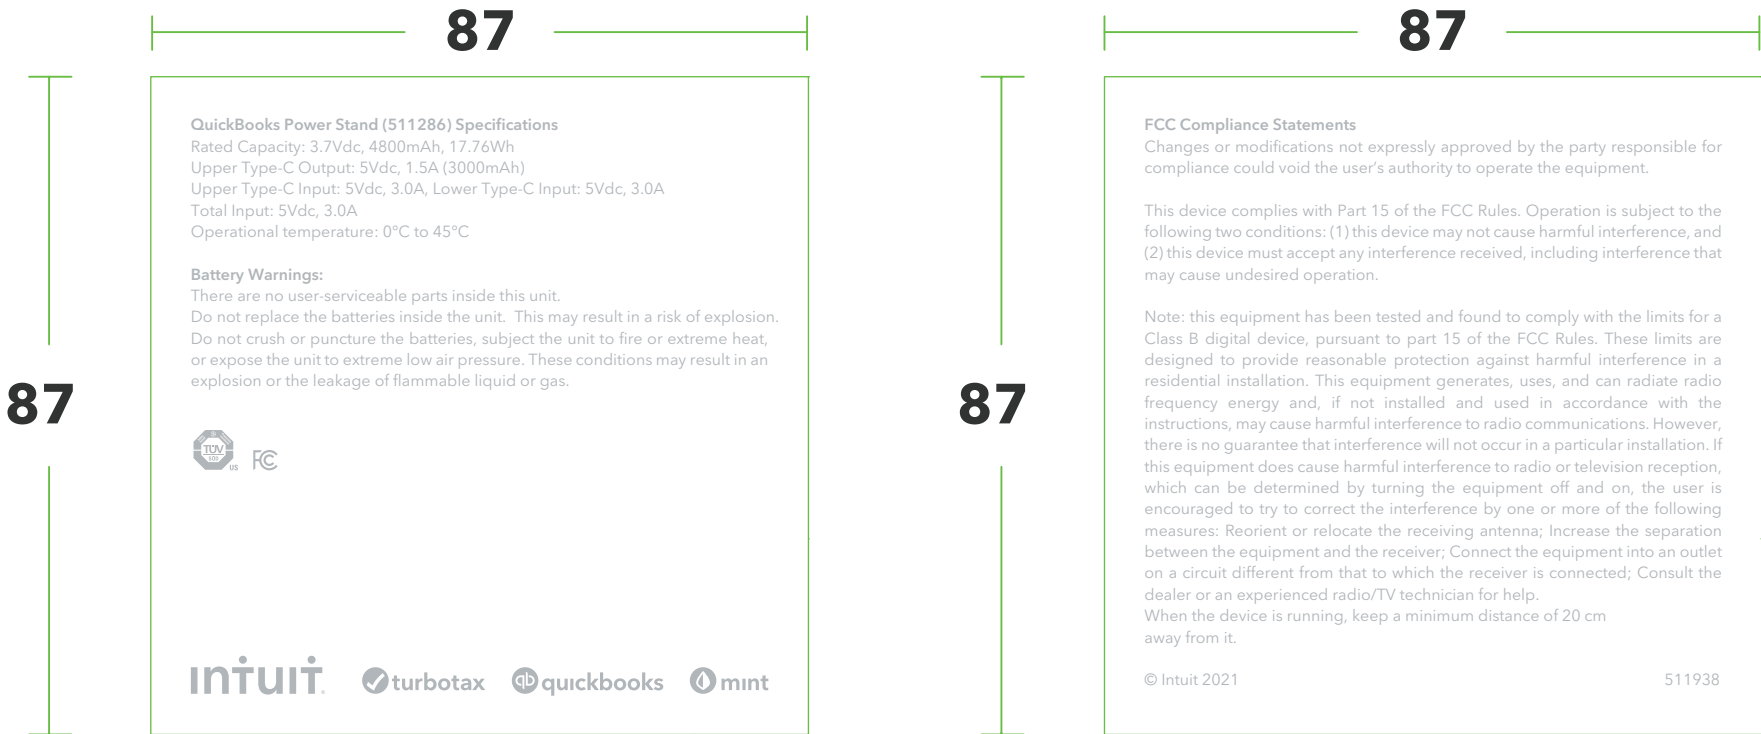 87
87
QuickBooks Power Stand (511286) Specifications
Rated Capacity: 3.7Vdc, 4800mAh, 17.76Wh
Upper Type-C Output: 5Vdc, 1.5A (3000mAh)
Upper Type-C Input: 5Vdc, 3.0A, Lower Type-C Input: 5Vdc, 3.0A
Total Input: 5Vdc, 3.0A
Operational temperature: 0°C to 45°C
Battery Warnings:
There are no user-serviceable parts inside this unit.
Do not replace the batteries inside the unit.  This may result in a risk of explosion.
Do not crush or puncture the batteries, subject the unit to fire or extreme heat,
or expose the unit to extreme low air pressure. These conditions may result in an
explosion or the leakage of flammable liquid or gas.
TÜV
SÜD
US
FC
intuit.
turbotax
qb quickbooks
mint
87
87
FCC Compliance Statements
Changes or modifications not expressly approved by the party responsible for
compliance could void the user's authority to operate the equipment.
This device complies with Part 15 of the FCC Rules. Operation is subject to the
following two conditions: (1) this device may not cause harmful interference, and
(2) this device must accept any interference received, including interference that
may cause undesired operation.
Note: this equipment has been tested and found to comply with the limits for a
Class B digital device, pursuant to part 15 of the FCC Rules. These limits are
designed to provide reasonable protection against harmful interference in a
residential installation. This equipment generates, uses, and can radiate radio
frequency energy and, if not installed and used in accordance with the
instructions, may cause harmful interference to radio communications. However,
there is no guarantee that interference will not occur in a particular installation. If
this equipment does cause harmful interference to radio or television reception,
which can be determined by turning the equipment off and on, the user is
encouraged to try to correct the interference by one or more of the following
measures: Reorient or relocate the receiving antenna; Increase the separation
between the equipment and the receiver; Connect the equipment into an outlet
on a circuit different from that to which the receiver is connected; Consult the
dealer or an experienced radio/TV technician for help.
When the device is running, keep a minimum distance of 20 cm
away from it.
© Intuit 2021
511938